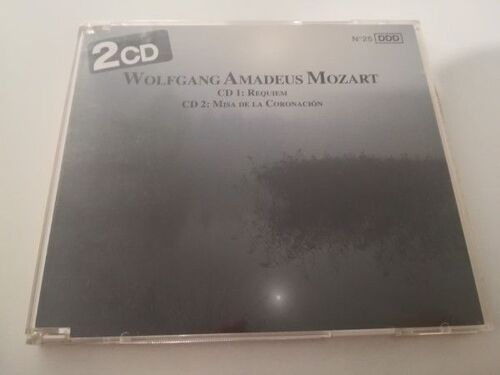 2CD
Nº25 DDD
WOLFGANG AMADEUS MOZART
CD 1: REQUIEM
CD 2: MISA DE LA CORONACIÓN